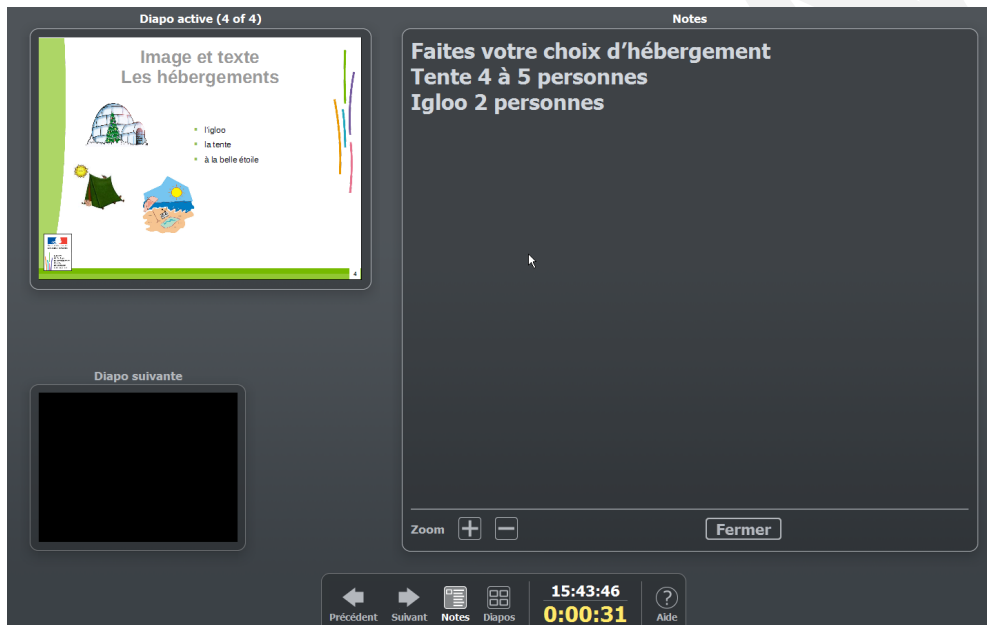 Diapo active (4 of 4)
Image et texte
Les hébergements
l'igloo
la tente
à la belle étoile
4
Diapo suivante
Notes
Faites votre choix d’hébergement
Tente 4 à 5 personnes
Igloo 2 personnes
Zoom
Fermer
Précédent
Suivant
Notes
Diapos
15:43:46
0:00:31
Aide